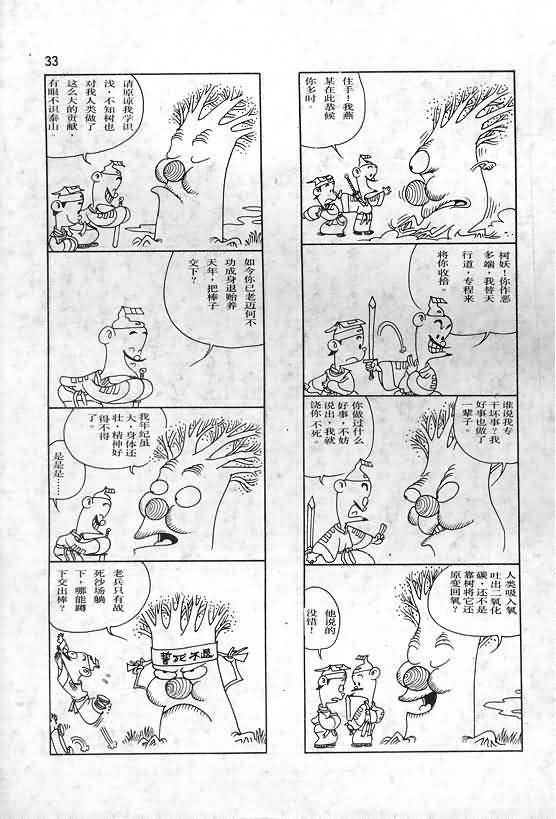 33
住手！我燕
某在此恭候
你多时。
树妖！你作恶
多端，我替天
行道，专程来
将你收拾。
谁说我专
干坏事？我
好事也做了
一辈子。
你做过什么
好事，不妨
说出，我就
饶你不死。
人类吸入氧
吐出二氧化
碳，还不是
靠树将它还
原变回氧？
他说的
没错！
请原谅我学识
浅，不知树也
对我人类做了
这么大的贡献，
有眼不识泰山。
如今你已老迈何不
功成身退贻养
天年，把棒子
交下？
我年纪虽
大，身体还
壮，精神好
得不得
了。
是是是……
老兵只有战
死沙场躺
下，哪能蹲
下交出棒？
誓死不退